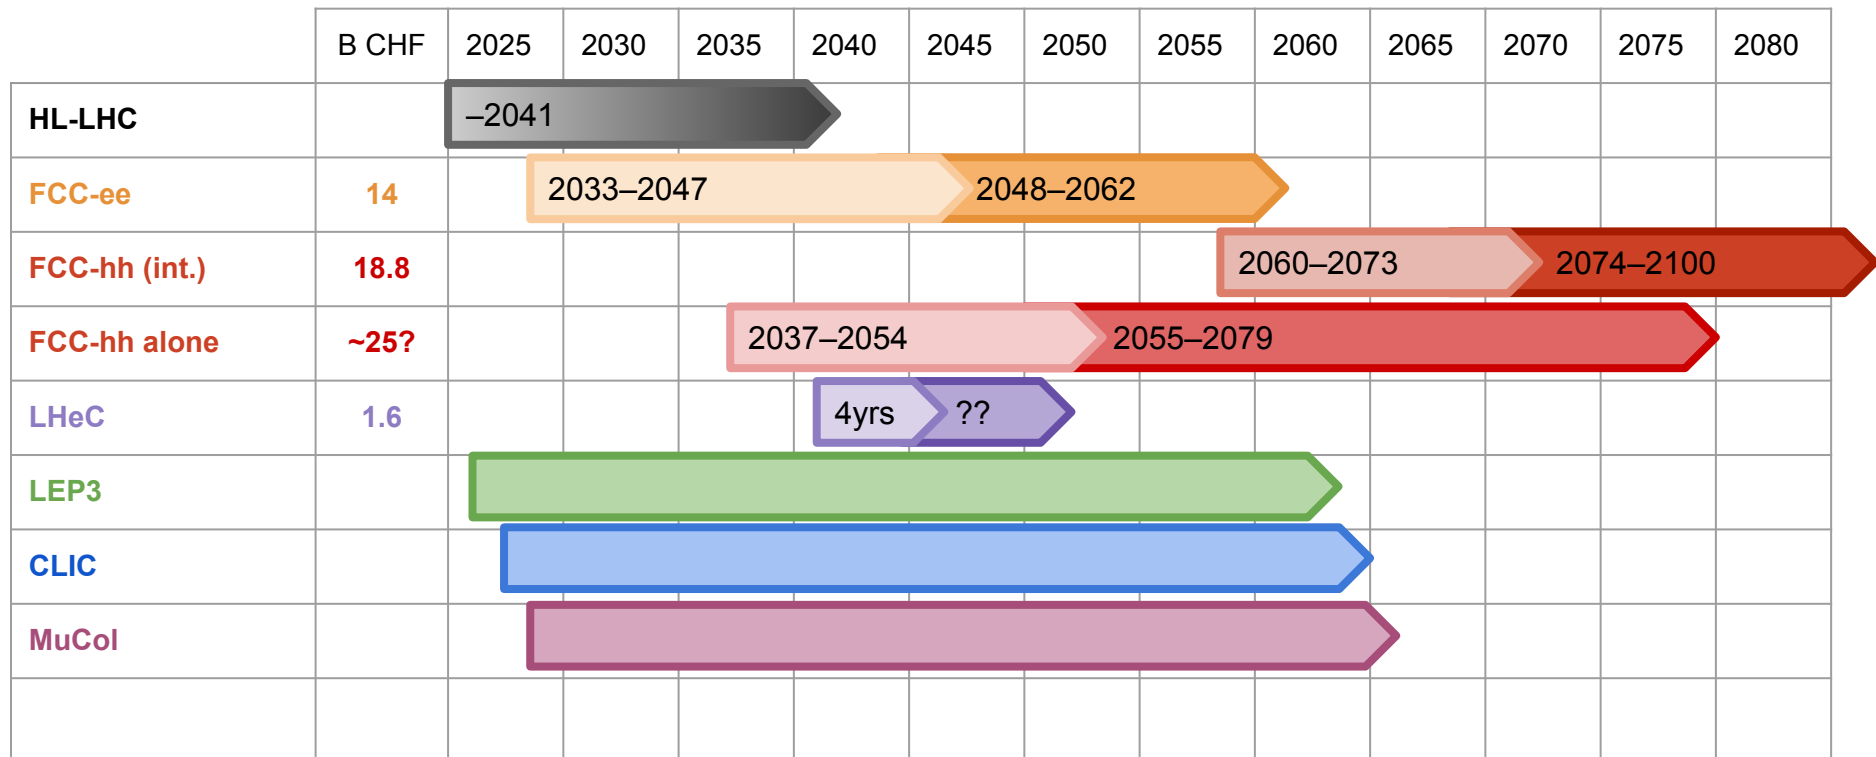 B CHF 2025 2030 2035 2040 2045 2050 2055 2060 2065 2070 2075 2080
HL-LHC –2041
FCC-ee 14 2033–2047 2048–2062
FCC-hh (int.) 18.8 2060–2073 2074–2100
FCC-hh alone ~25? 2037–2054 2055–2079
LHeC 1.6 4yrs ??
LEP3
CLIC
MuCol